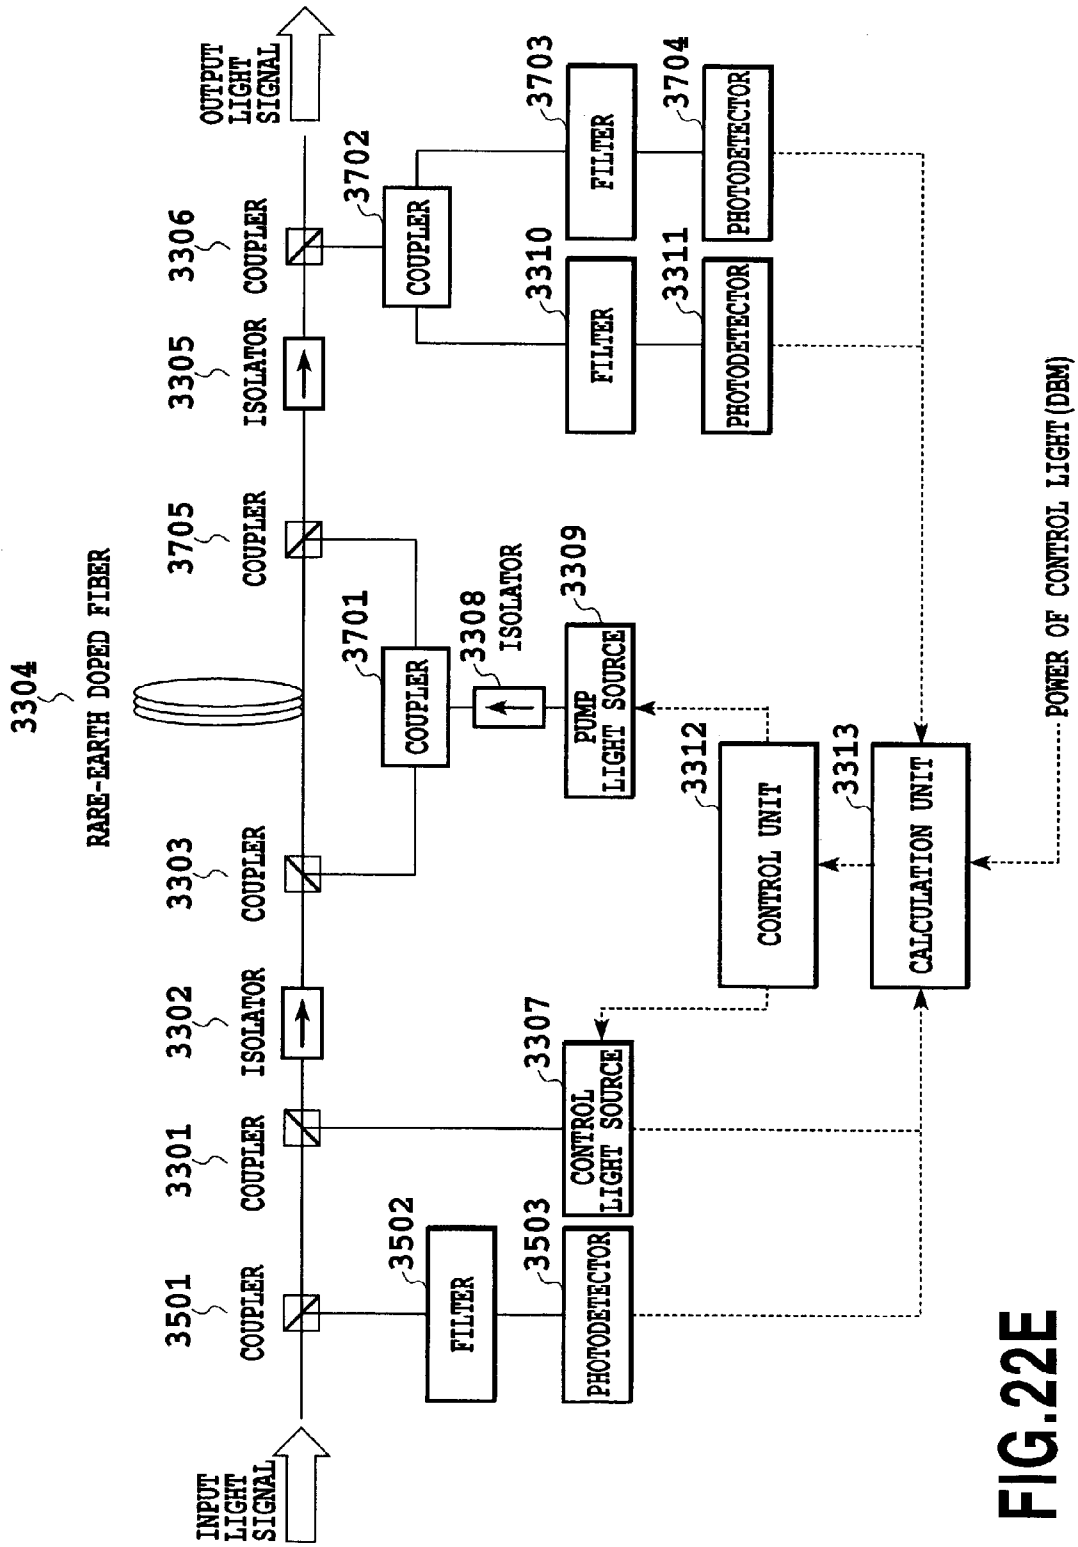 INPUT
LIGHT
SIGNAL
3501
COUPLER
3301
COUPLER
3302
ISOLATOR
3303
COUPLER
3304
RARE-EARTH DOPED FIBER
3705
COUPLER
3305
ISOLATOR
3306
COUPLER
OUTPUT
LIGHT
SIGNAL
3502
FILTER
3503
PHOTODETECTOR
3307
CONTROL
LIGHT SOURCE
3701
COUPLER
3308
ISOLATOR
3309
PUMP
LIGHT SOURCE
3702
COUPLER
3310
FILTER
3703
FILTER
3311
PHOTODETECTOR
3704
PHOTODETECTOR
3312
CONTROL UNIT
3313
CALCULATION UNIT
POWER OF CONTROL LIGHT(DBM)
FIG.22E